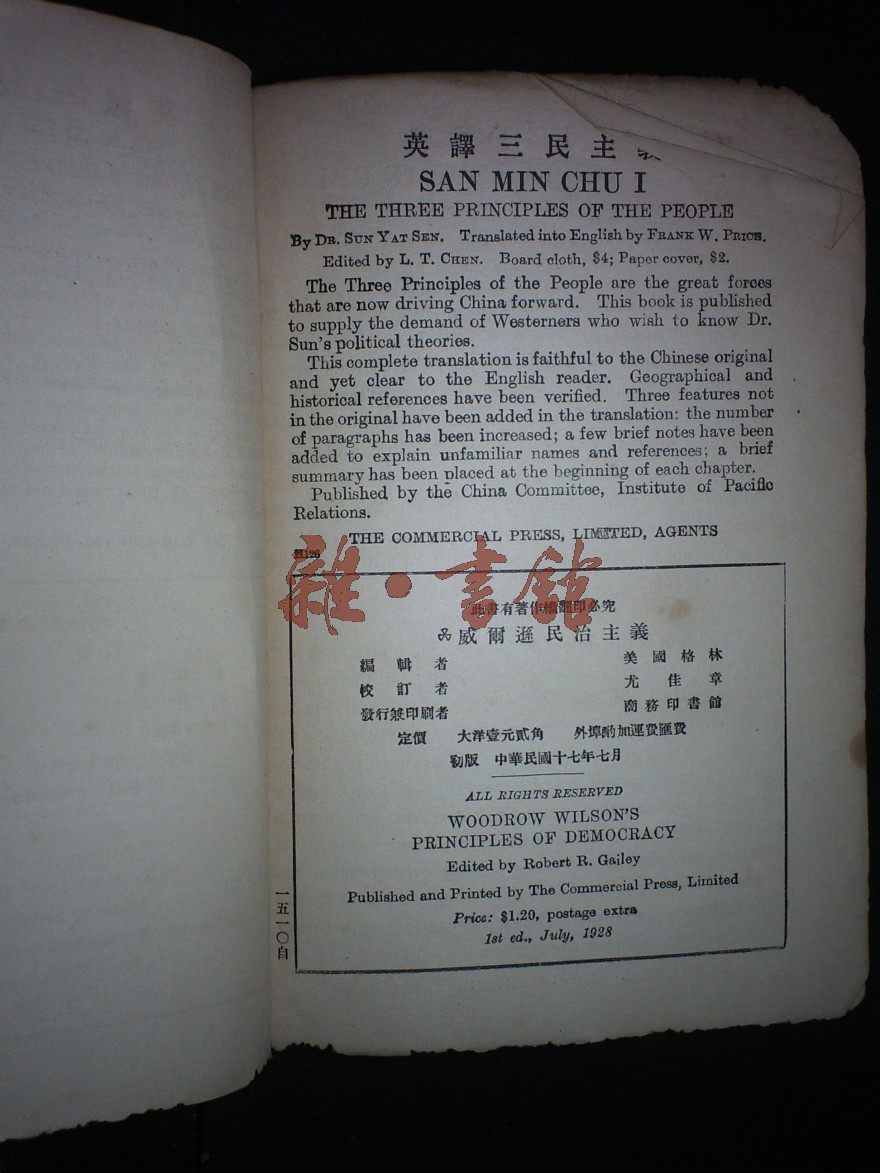 英譯三民主義
SAN MIN CHU I
THE THREE PRINCIPLES OF THE PEOPLE
By DR. SUN YAT SEN. Translated into English by FRANK W. PRICE.
Edited by L. T. CHEN. Board cloth, $4; Paper cover, $2.
The Three Principles of the People are the great forces
that are now driving China forward. This book is published
to supply the demand of Westerners who wish to know Dr.
Sun's political theories.
This complete translation is faithful to the Chinese original
and yet clear to the English reader. Geographical and
historical references have been verified. Three features not
in the original have been added in the translation: the number
of paragraphs has been increased; a few brief notes have been
added to explain unfamiliar names and references; a brief
summary has been placed at the beginning of each chapter.
Published by the China Committee, Institute of Pacific
Relations.
THE COMMERCIAL PRESS, LIMITED, AGENTS
H126
雜·書館
此書有著作權翻印必究
威爾遜民治主義
編輯者 美國格林
校訂者 尤佳章
發行兼印刷者 商務印書館
定價 大洋壹元貳角 外埠酌加運費匯費
初版 中華民國十七年七月
ALL RIGHTS RESERVED
WOODROW WILSON'S
PRINCIPLES OF DEMOCRACY
Edited by Robert R. Gailey
Published and Printed by The Commercial Press, Limited
Price: $1.20, postage extra
1st ed., July, 1928
一五一〇自